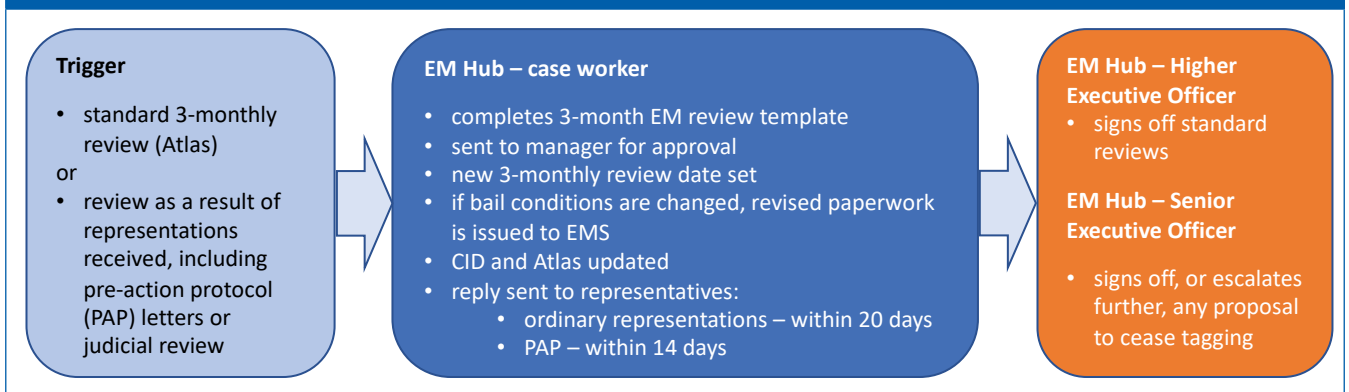 Trigger
• standard 3-monthly
review (Atlas)
or
• review as a result of
representations
received, including
pre-action protocol
(PAP) letters or
judicial review
EM Hub – case worker
• completes 3-month EM review template
• sent to manager for approval
• new 3-monthly review date set
• if bail conditions are changed, revised paperwork
is issued to EMS
• CID and Atlas updated
• reply sent to representatives:
• ordinary representations – within 20 days
• PAP – within 14 days
EM Hub – Higher
Executive Officer
• signs off standard
reviews
EM Hub – Senior
Executive Officer
• signs off, or escalates
further, any proposal
to cease tagging